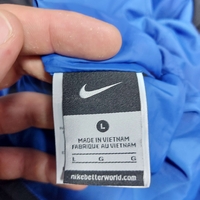 L
MADE IN VIETNAM
FABRIQUÉ AU VIETNAM
L G G
nikebetterworld.com